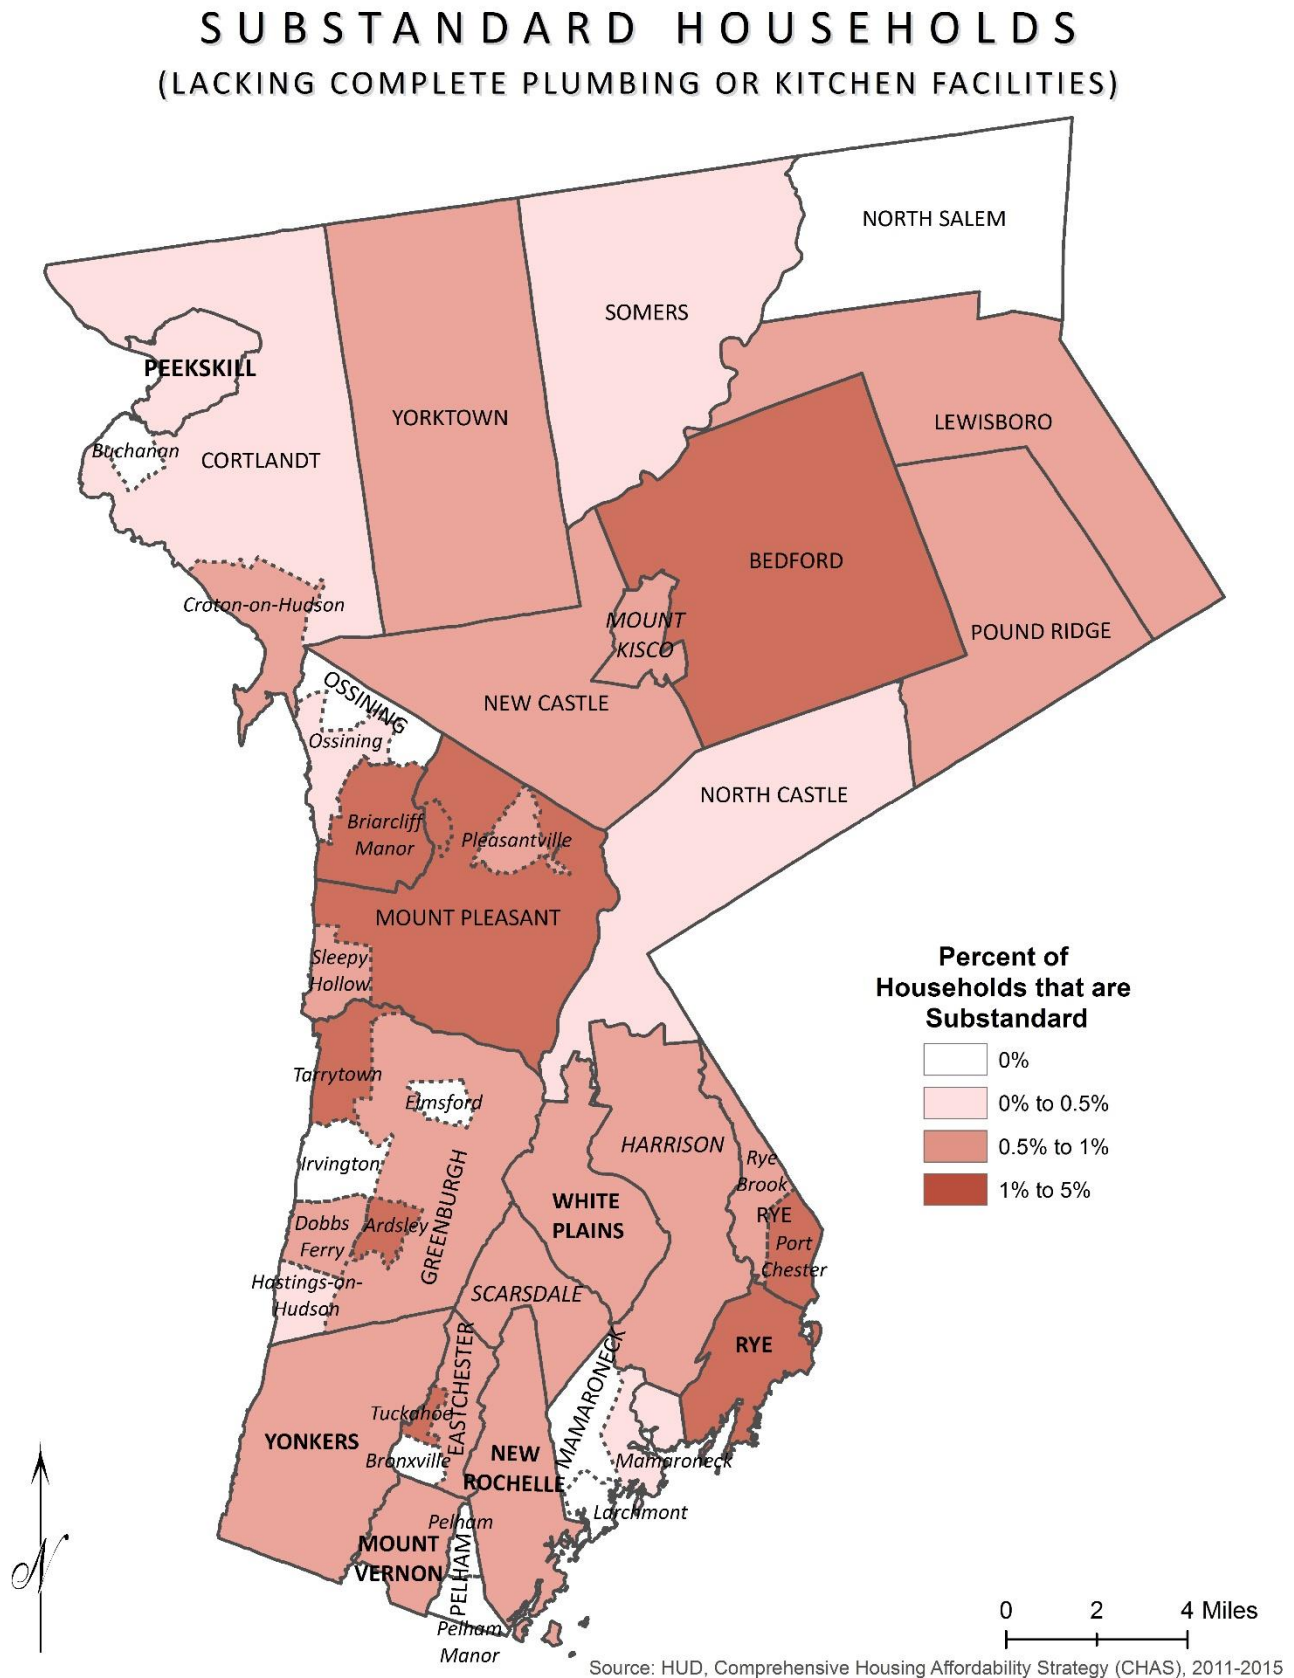 SUBSTANDARD HOUSEHOLDS
(LACKING COMPLETE PLUMBING OR KITCHEN FACILITIES)
NORTH SALEM
SOMERS
PEEKSKILL
YORKTOWN
LEWISBORO
Buchanan
CORTLANDT
BEDFORD
Croton-on-Hudson
MOUNT
KISCO
POUND RIDGE
OSSINING
NEW CASTLE
Ossining
NORTH CASTLE
Briarcliff
Manor
Pleasantville
MOUNT PLEASANT
Sleepy
Hollow
Tarrytown
Elmsford
Irvington
HARRISON
Rye
Brook
GREENBURGH
WHITE
PLAINS
Dobbs
Ferry
Ardsley
RYE
Port
Chester
Hastings-on-
Hudson
SCARSDALE
RYE
EASTCHESTER
MAMARONECK
Tuckahoe
YONKERS
Bronxville
NEW
ROCHELLE
Mamaroneck
Larchmont
Pelham
MOUNT
VERNON
PELHAM
Pelham
Manor
Percent of
Households that are
Substandard
0%
0% to 0.5%
0.5% to 1%
1% to 5%
N
0 2 4 Miles
Source: HUD, Comprehensive Housing Affordability Strategy (CHAS), 2011-2015